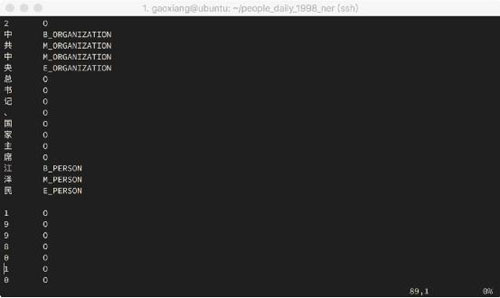 1. gaoxiang@ubuntu: ~/people_daily_1998_ner (ssh)
2 O
中 B_ORGANIZATION
共 M_ORGANIZATION
中 M_ORGANIZATION
央 E_ORGANIZATION
总 O
书 O
记 O
、 O
国 O
家 O
主 O
席 O
江 B_PERSON
泽 M_PERSON
民 E_PERSON
1 O
9 O
9 O
8 O
0 O
1 O
0 O
89,1 0%